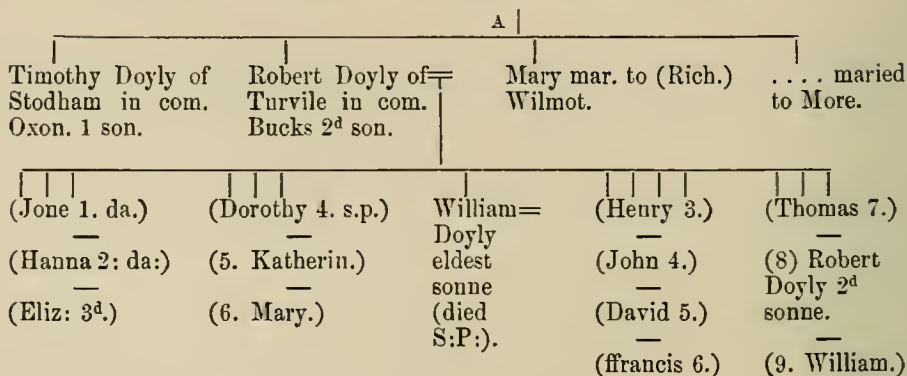 A
Timothy Doyly of
Stodham in com.
Oxon. 1 son.
Robert Doyly of
Turvile in com.
Bucks 2d son.
Mary mar. to (Rich.)
Wilmot.
.... maried
to More.
(Jone 1. da.)
(Hanna 2: da:)
(Eliz: 3d.)
(Dorothy 4. s.p.)
(5. Katherin.)
(6. Mary.)
William=
Doyly
eldest
sonne
(died
S:P:).
(Henry 3.)
(John 4.)
(David 5.)
(ffrancis 6.)
(Thomas 7.)
(8) Robert
Doyly 2d
sonne.
(9. William.)